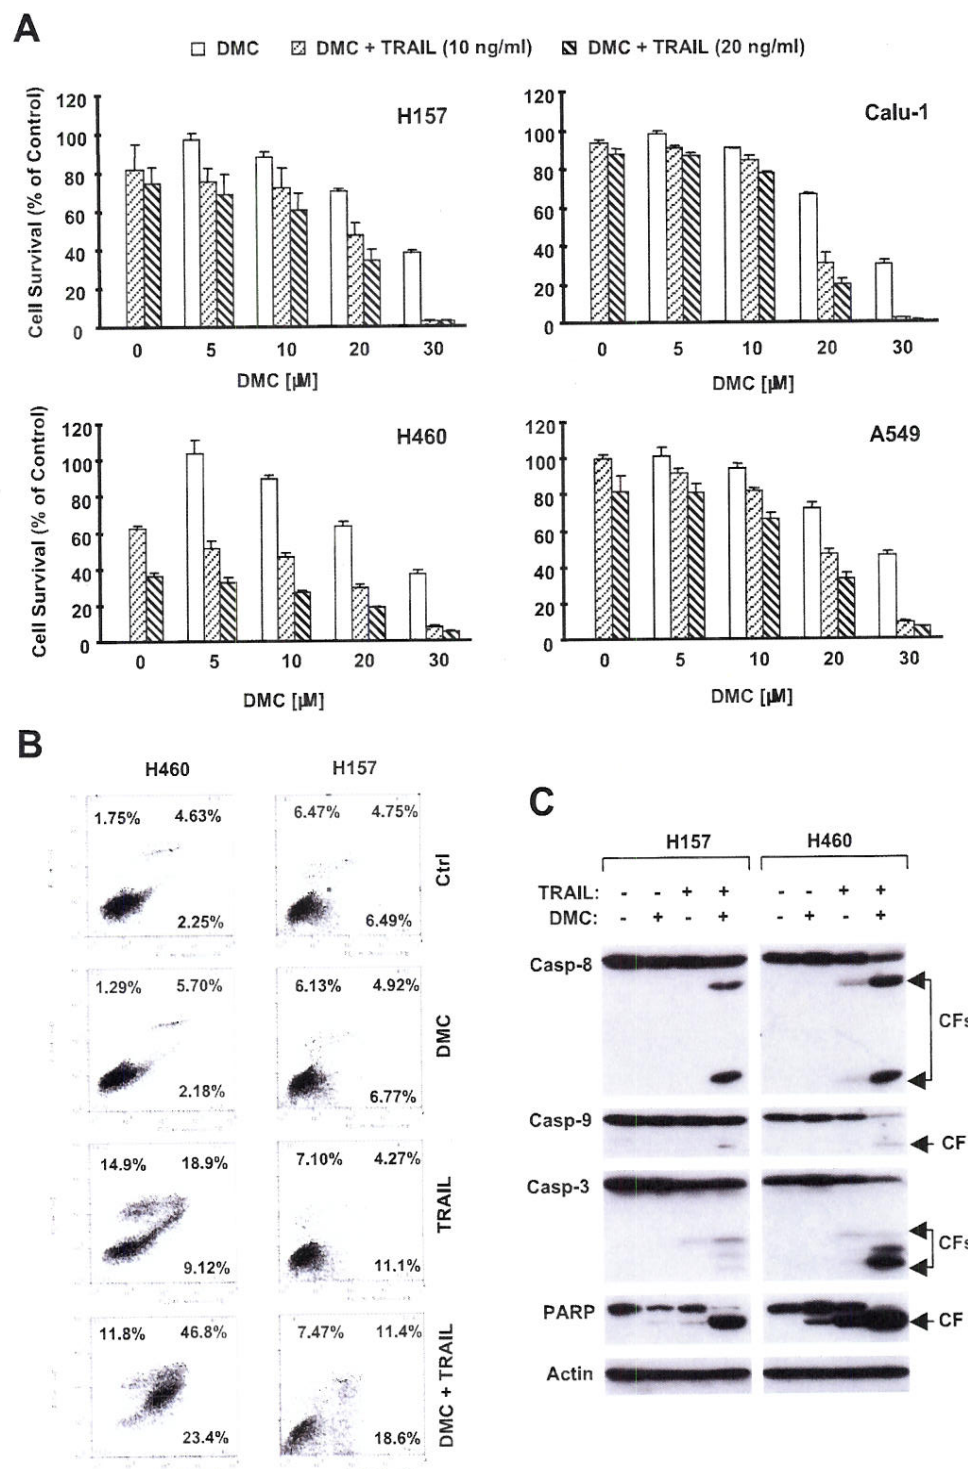 A
DMC DMC + TRAIL (10 ng/ml) DMC + TRAIL (20 ng/ml)
Cell Survival (% of Control)
120
100
80
60
40
20
0
H157
0 5 10 20 30
DMC [µM]
120
100
80
60
40
20
0
Calu-1
0 5 10 20 30
DMC [µM]
Cell Survival (% of Control)
120
100
80
60
40
20
0
H460
0 5 10 20 30
DMC [µM]
120
100
80
60
40
20
0
A549
0 5 10 20 30
DMC [µM]
B
H460 H157
1.75% 4.63% 6.47% 4.75%
2.25% 6.49%
Ctrl
1.29% 5.70% 6.13% 4.92%
2.18% 6.77%
DMC
14.9% 18.9% 7.10% 4.27%
9.12% 11.1%
TRAIL
11.8% 46.8% 7.47% 11.4%
23.4% 18.6%
DMC + TRAIL
C
H157 H460
TRAIL: - - + + - - + +
DMC: - + - + - + - +
Casp-8
CFs
Casp-9
CF
Casp-3
CFs
PARP
CF
Actin